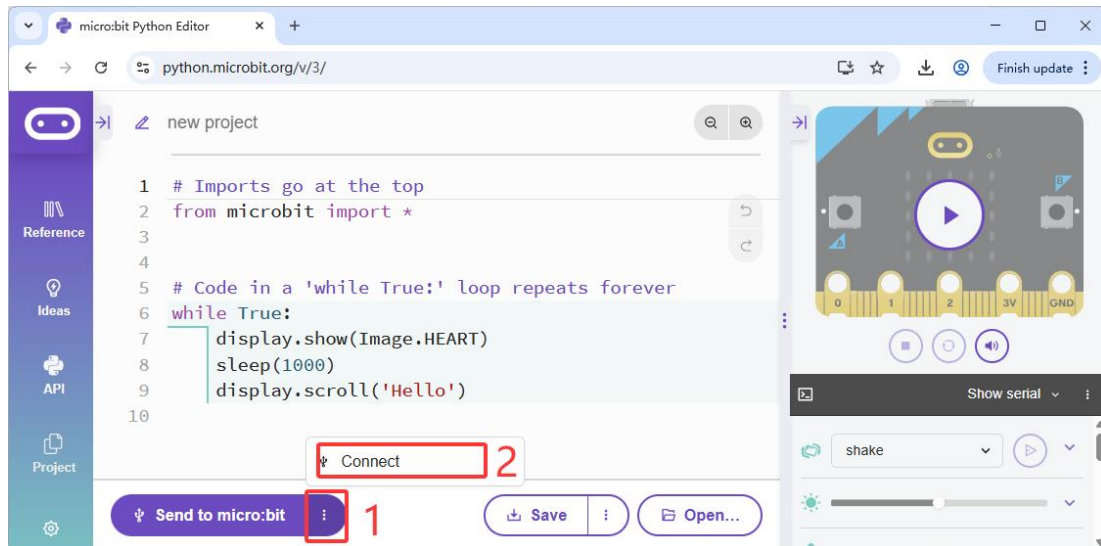 micro:bit Python Editor
python.microbit.org/v/3/
Finish update
new project
Reference
Ideas
API
Project
1 # Imports go at the top
2 from microbit import *
3
4
5 # Code in a 'while True:' loop repeats forever
6 while True:
7 display.show(Image.HEART)
8 sleep(1000)
9 display.scroll('Hello')
10
Connect
2
Send to micro:bit
1
Save
Open...
A
B
0 1 2 3V GND
Show serial
shake